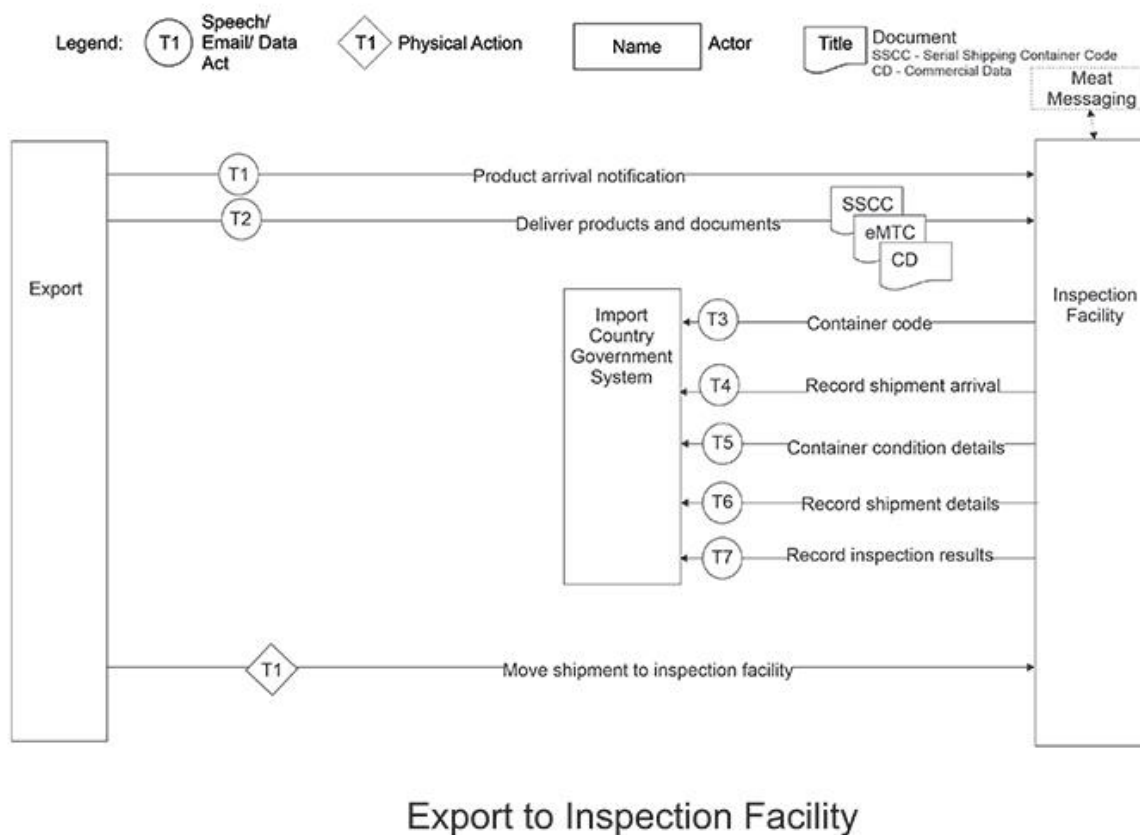 Legend:
T1
Speech/
Email/ Data
Act
T1
Physical Action
Name
Actor
Title
Document
SSCC - Serial Shipping Container Code
CD - Commercial Data
Meat
Messaging
T1
Product arrival notification
T2
Deliver products and documents
SSCC
eMTC
CD
Export
Inspection
Facility
Import
Country
Government
System
T3
Container code
T4
Record shipment arrival
T5
Container condition details
T6
Record shipment details
T7
Record inspection results
T1
Move shipment to inspection facility
Export to Inspection Facility